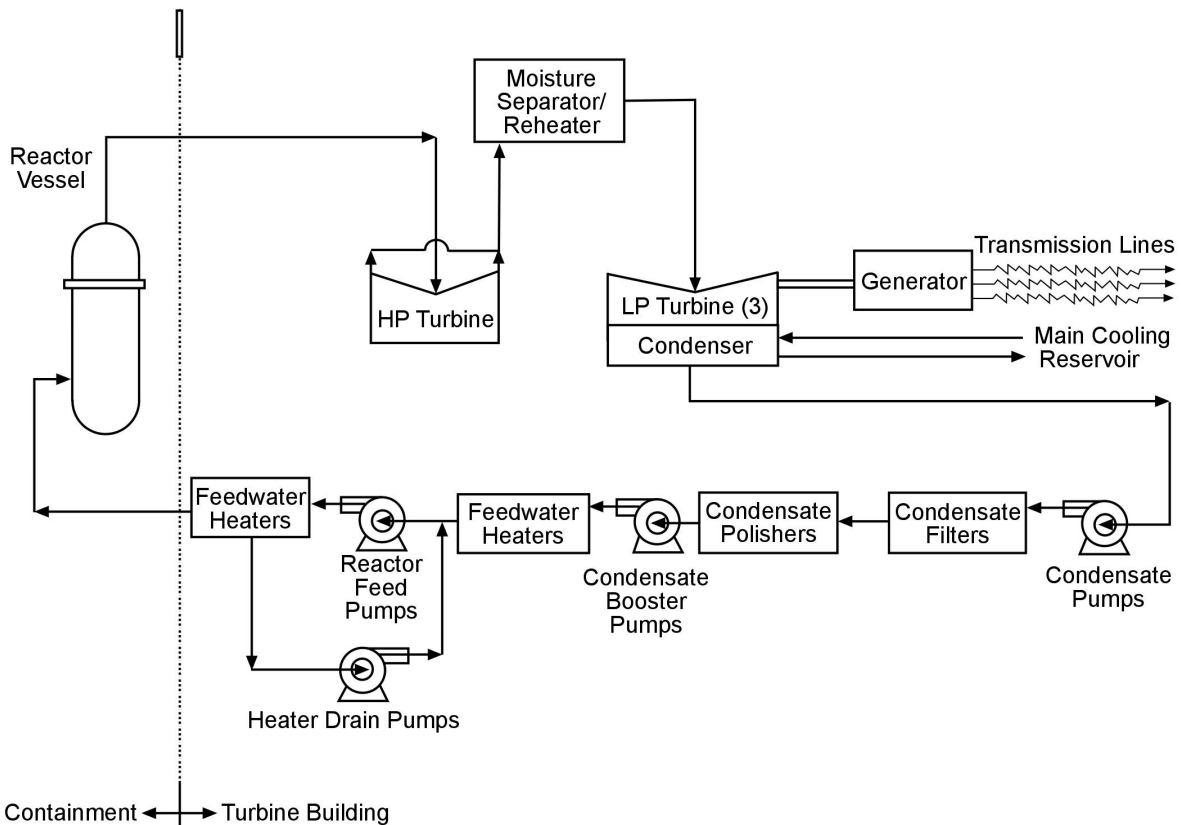 Moisture
Separator/
Reheater
Reactor
Vessel
HP Turbine
LP Turbine (3)
Condenser
Generator
Transmission Lines
Main Cooling
Reservoir
Feedwater
Heaters
Reactor
Feed
Pumps
Feedwater
Heaters
Condensate
Booster
Pumps
Condensate
Polishers
Condensate
Filters
Condensate
Pumps
Heater Drain Pumps
Containment
Turbine Building